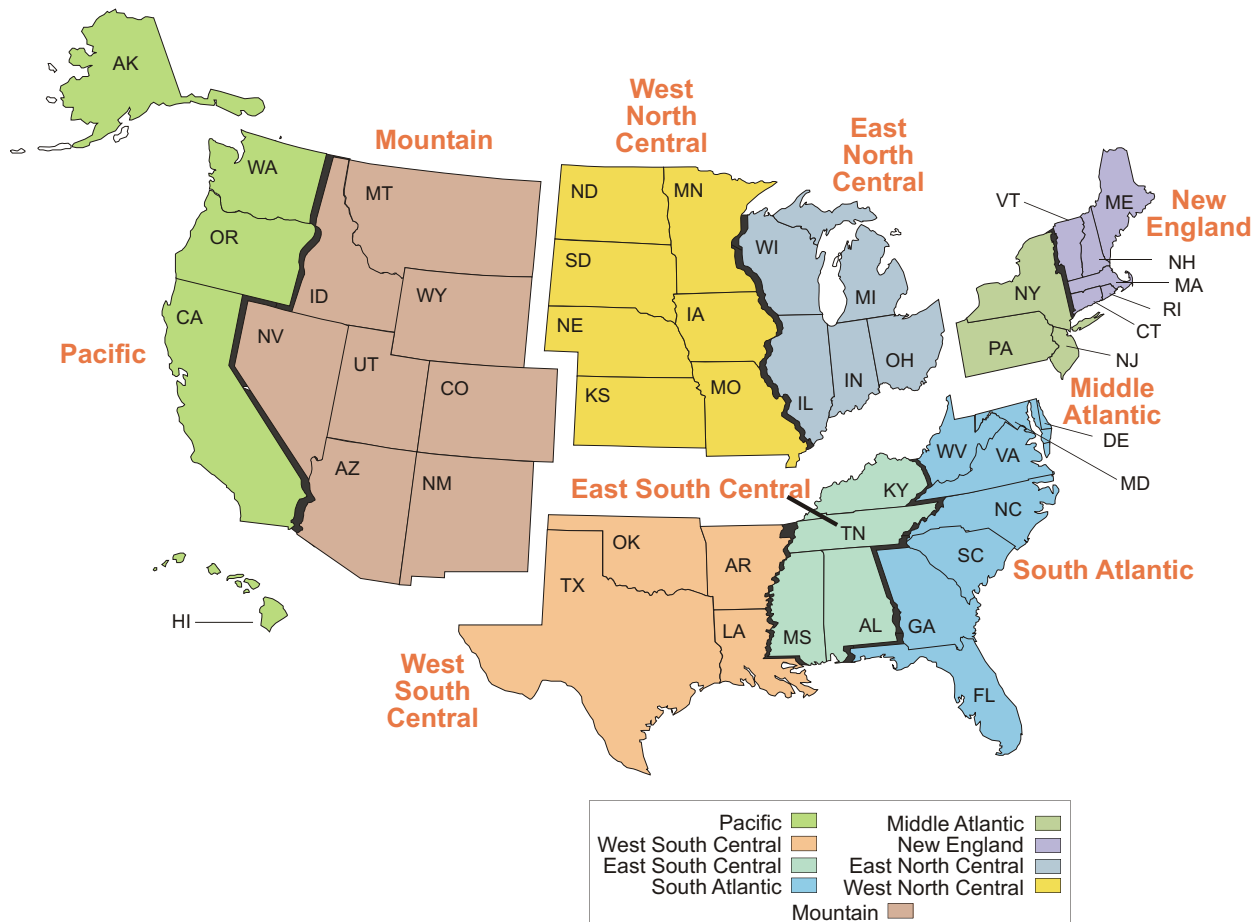 AK
West
North
Central
East
North
Central
Mountain
WA
MT
ND
MN
VT
ME
New
England
OR
WI
NH
SD
MA
ID
WY
NY
MI
RI
CA
IA
CT
NV
NE
Pacific
UT
PA
OH
NJ
CO
KS
MO
IN
IL
Middle
Atlantic
DE
WV
VA
AZ
NM
East South Central
KY
MD
NC
TN
OK
AR
SC
South Atlantic
TX
HI
LA
MS
AL
GA
West
South
Central
FL
Pacific
Middle Atlantic
West South Central
New England
East South Central
East North Central
South Atlantic
West North Central
Mountain